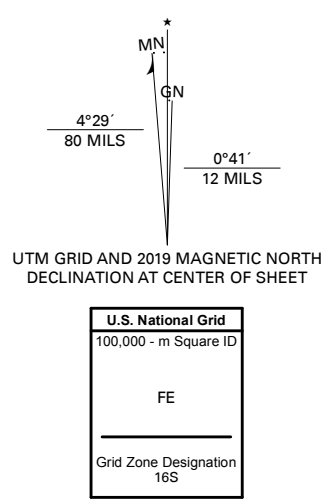 ★
MN
GN
4°29´
80 MILS
0°41´
12 MILS
UTM GRID AND 2019 MAGNETIC NORTH
DECLINATION AT CENTER OF SHEET
U.S. National Grid
100,000 - m Square ID
FE
Grid Zone Designation
16S